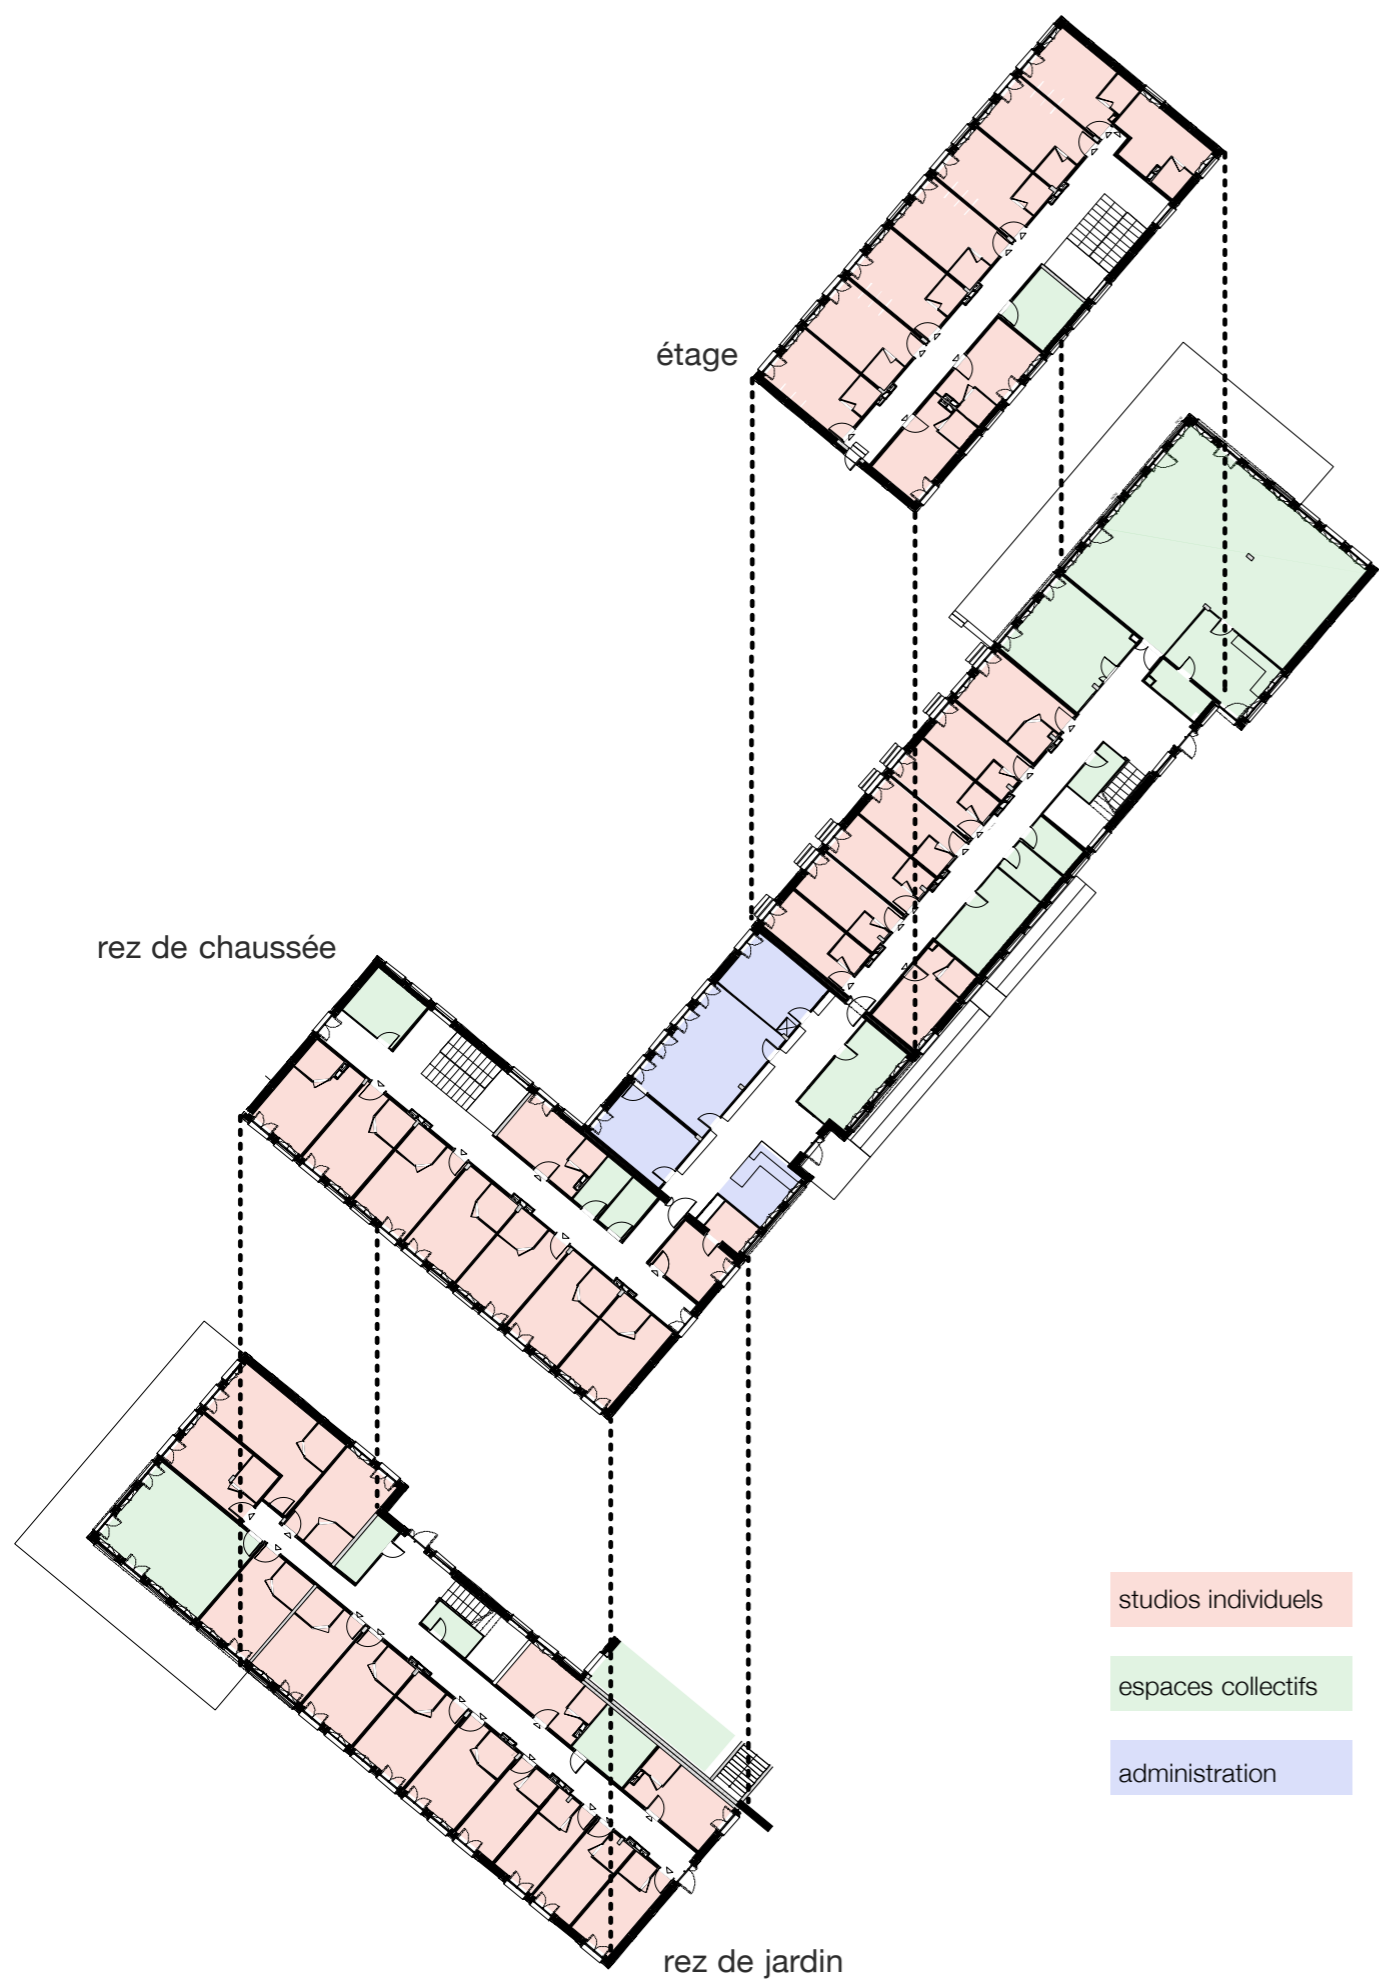 étage
rez de chaussée
studios individuels
espaces collectifs
administration
rez de jardin